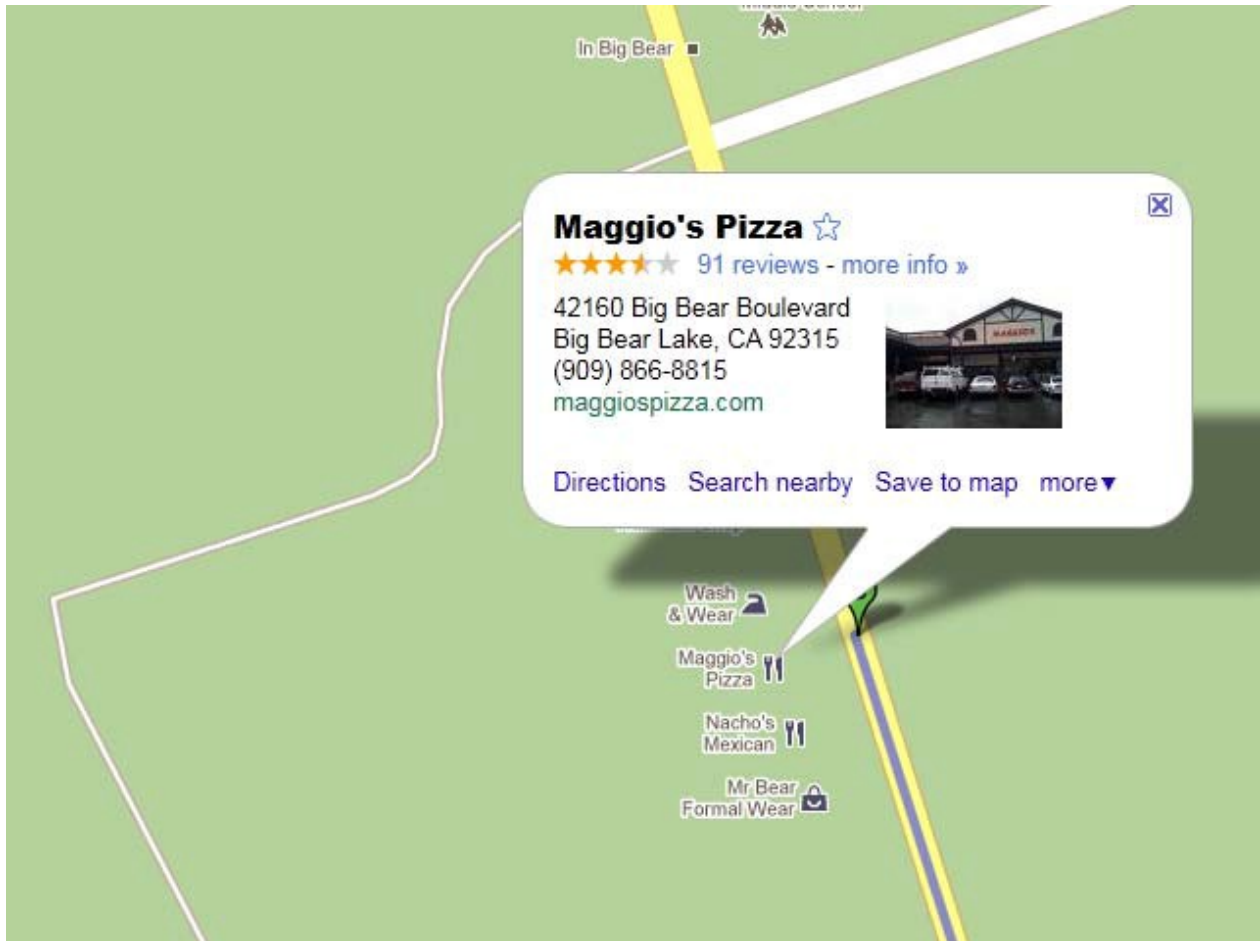 Middle School
In Big Bear
Maggio's Pizza
91 reviews - more info »
42160 Big Bear Boulevard
Big Bear Lake, CA 92315
(909) 866-8815
maggiospizza.com
Directions Search nearby Save to map more▼
Wash
& Wear
Maggio's
Pizza
Nacho's
Mexican
Mr Bear
Formal Wear